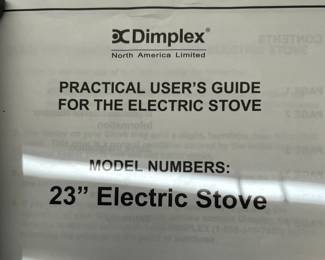 Dimplex®
North America Limited
PRACTICAL USER'S GUIDE
FOR THE ELECTRIC STOVE
MODEL NUMBERS:
23” Electric Stove